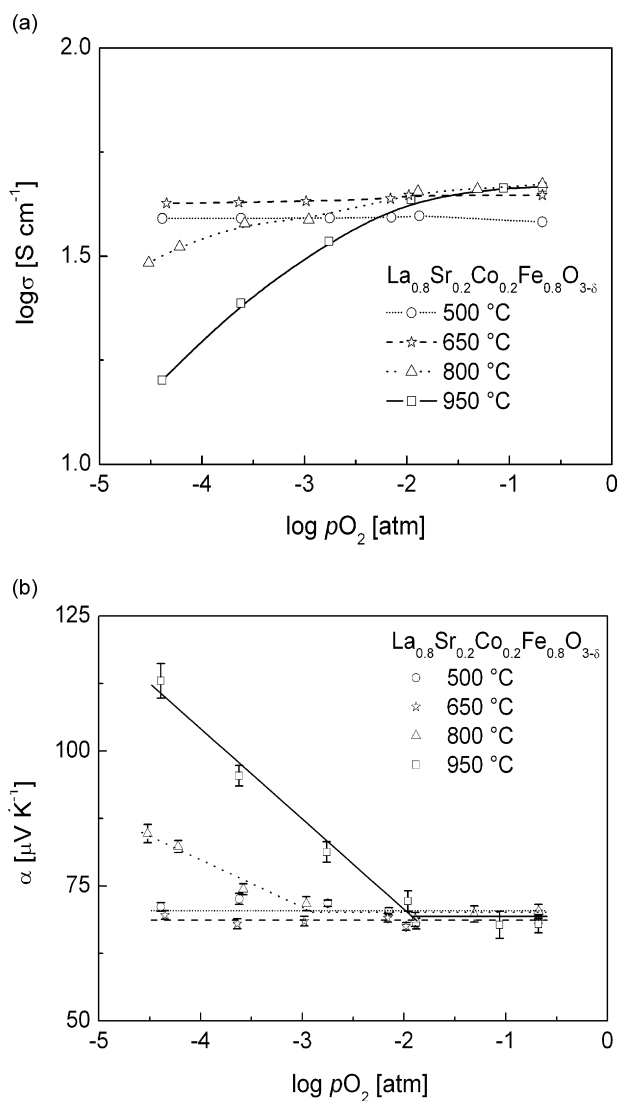 (a)
2.0
1.5
1.0
logσ [S cm⁻¹]
La₀.₈Sr₀.₂Co₀.₂Fe₀.₈O₃₋δ
500 °C
650 °C
800 °C
950 °C
-5 -4 -3 -2 -1 0
log pO₂ [atm]
(b)
125
100
75
50
α [μV K⁻¹]
La₀.₈Sr₀.₂Co₀.₂Fe₀.₈O₃₋δ
500 °C
650 °C
800 °C
950 °C
-5 -4 -3 -2 -1 0
log pO₂ [atm]